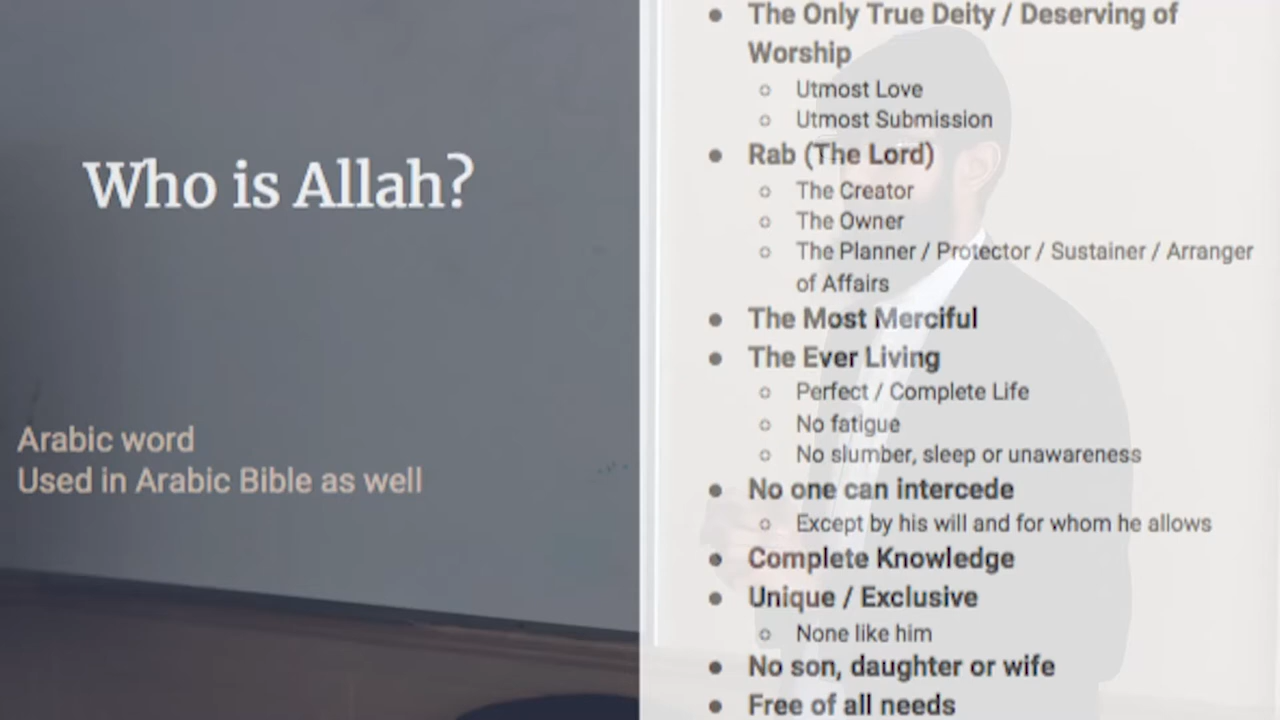 Who is Allah?
Arabic word
Used in Arabic Bible as well
● The Only True Deity / Deserving of
Worship
○ Utmost Love
○ Utmost Submission
● Rab (The Lord)
○ The Creator
○ The Owner
○ The Planner / Protector / Sustainer / Arranger
of Affairs
● The Most Merciful
● The Ever Living
○ Perfect / Complete Life
○ No fatigue
○ No slumber, sleep or unawareness
● No one can intercede
○ Except by his will and for whom he allows
● Complete Knowledge
● Unique / Exclusive
○ None like him
● No son, daughter or wife
● Free of all needs